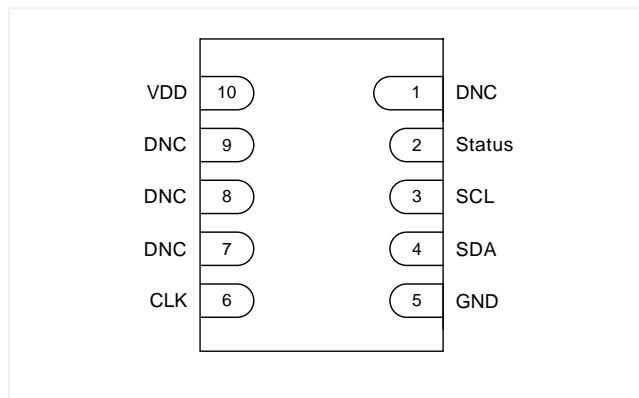 VDD 10 1 DNC
DNC 9 2 Status
DNC 8 3 SCL
DNC 7 4 SDA
CLK 6 5 GND